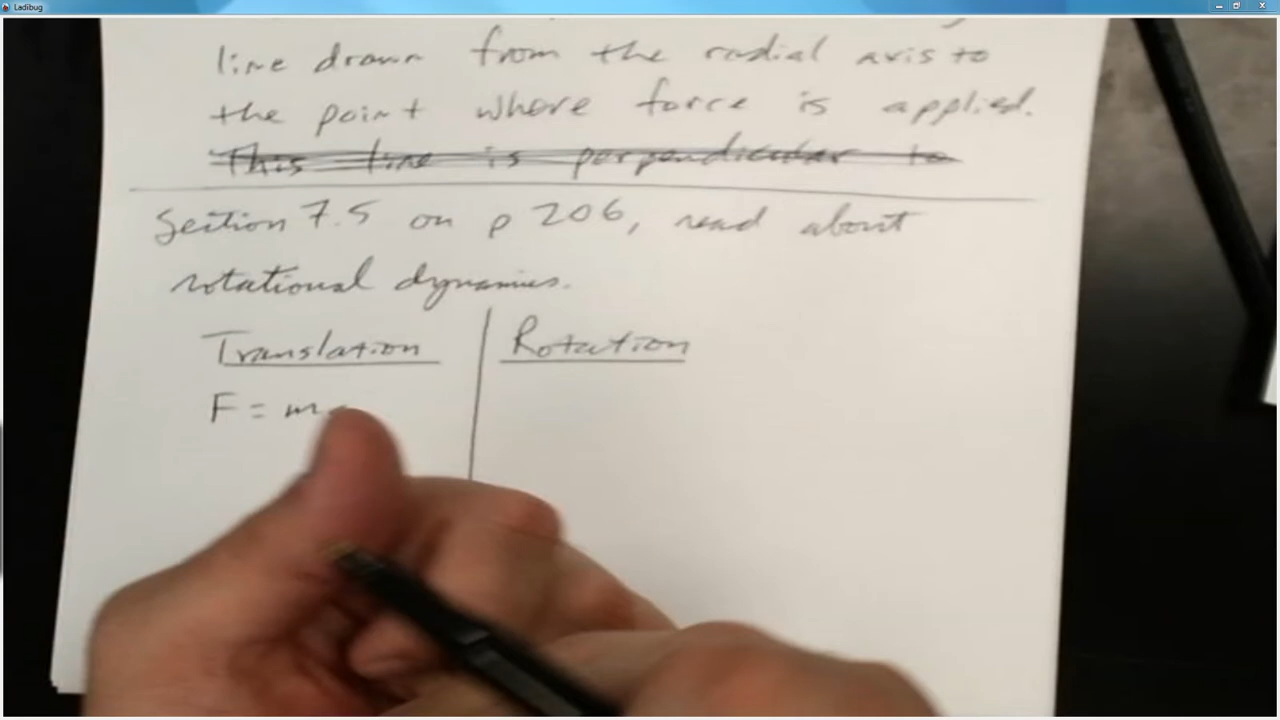 Ladibug
line drawn from the radial axis to
the point where force is applied.
This line is perpendicular to
Section 7.5 on p 206, read about
rotational dynamics.
Translation Rotation
F = m